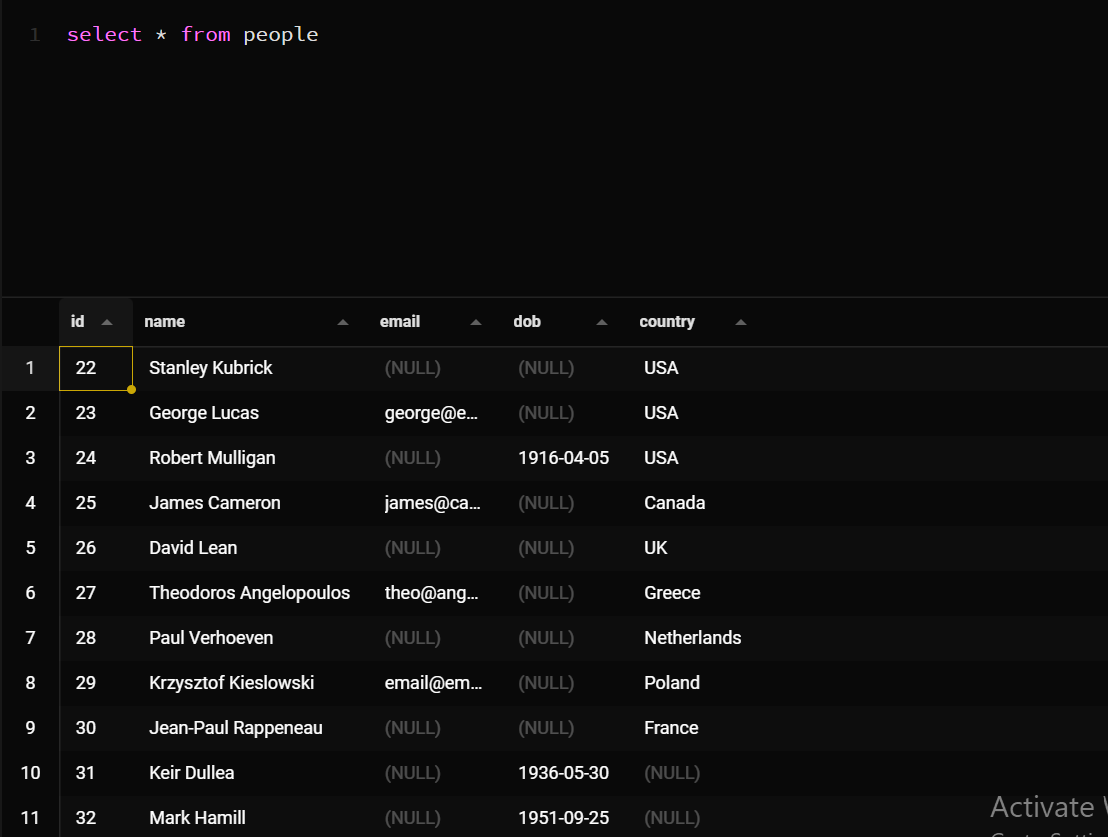 1 select * from people
id name email dob country
1 22 Stanley Kubrick (NULL) (NULL) USA
2 23 George Lucas george@e... (NULL) USA
3 24 Robert Mulligan (NULL) 1916-04-05 USA
4 25 James Cameron james@ca... (NULL) Canada
5 26 David Lean (NULL) (NULL) UK
6 27 Theodoros Angelopoulos theo@ang... (NULL) Greece
7 28 Paul Verhoeven (NULL) (NULL) Netherlands
8 29 Krzysztof Kieslowski email@em... (NULL) Poland
9 30 Jean-Paul Rappeneau (NULL) (NULL) France
10 31 Keir Dullea (NULL) 1936-05-30 (NULL)
11 32 Mark Hamill (NULL) 1951-09-25 (NULL)
Activate